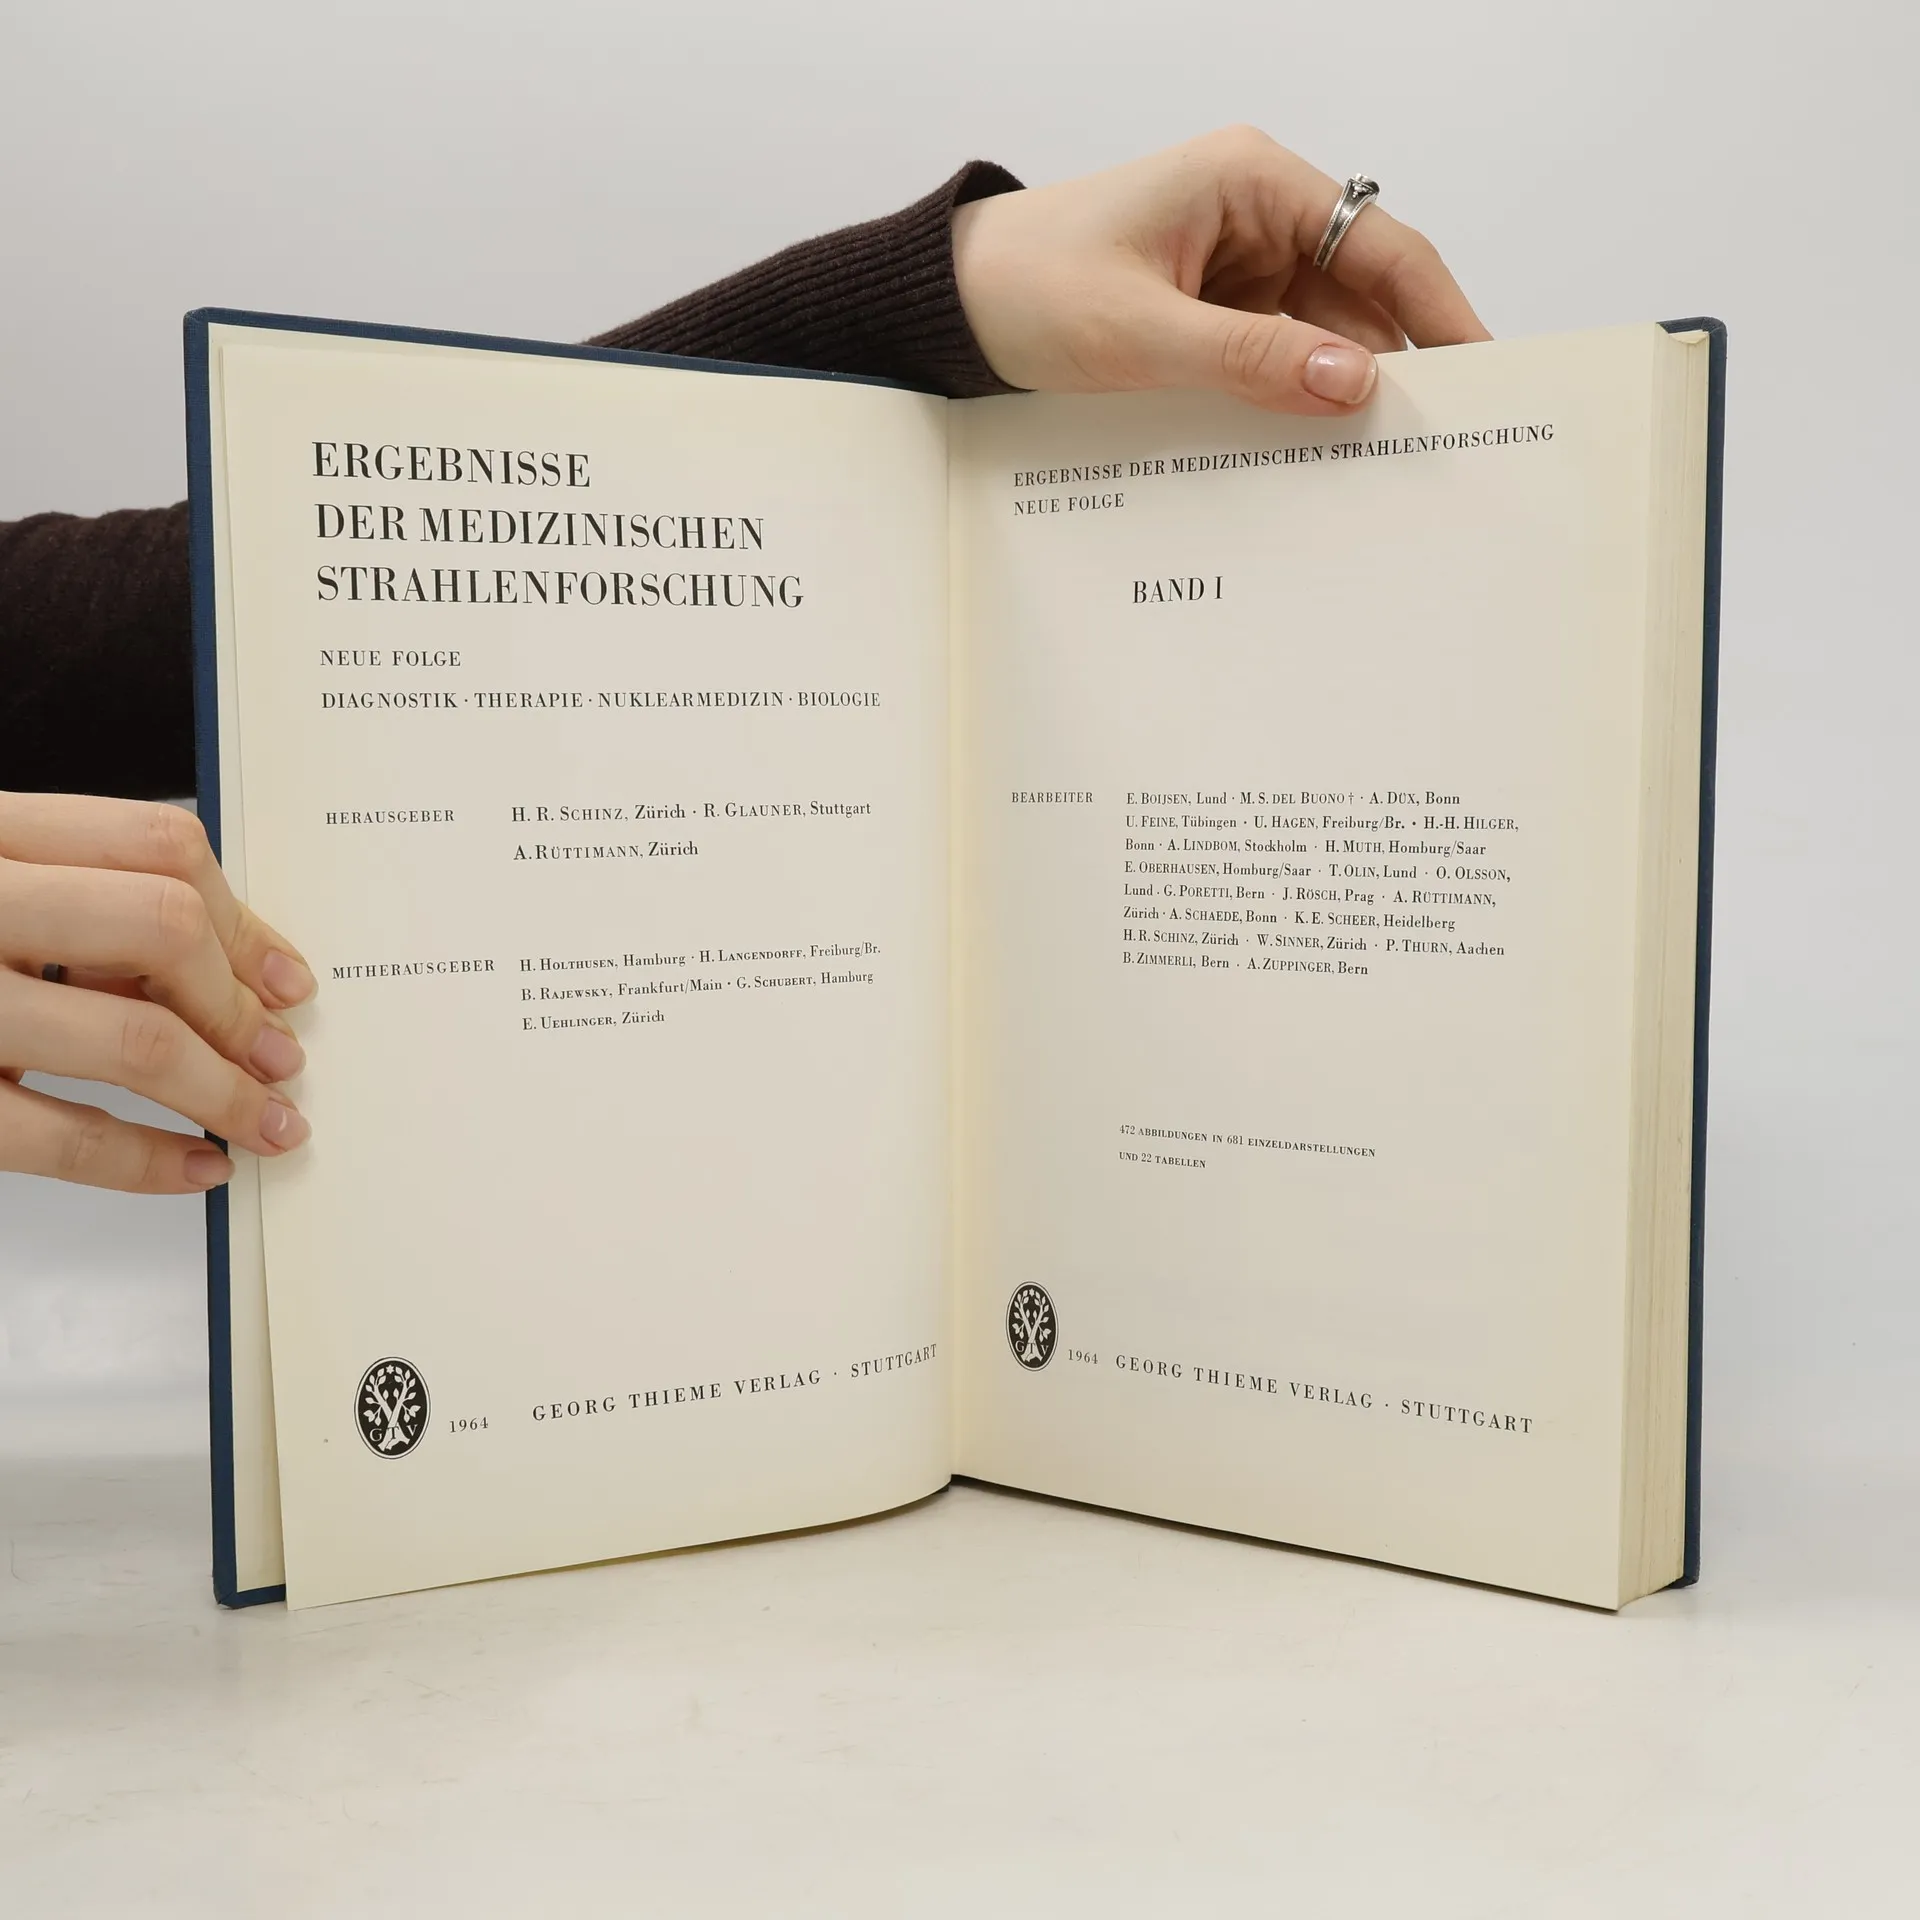 ERGEBNISSE
DER MEDIZINISCHEN
STRAHLENFORSCHUNG
NEUE FOLGE
DIAGNOSTIK · THERAPIE · NUKLEARMEDIZIN · BIOLOGIE
HERAUSGEBER H. R. SCHINZ, Zürich · R. GLAUNER, Stuttgart
A. RÜTTIMANN, Zürich
MITHERAUSGEBER H. HOLTHUSEN, Hamburg · H. LANGENDORFF, Freiburg/Br.
B. RAJEWSKY, Frankfurt/Main · G. SCHUBERT, Hamburg
E. UEHLINGER, Zürich
GTV
1964 GEORG THIEME VERLAG · STUTTGART
ERGEBNISSE DER MEDIZINISCHEN STRAHLENFORSCHUNG
NEUE FOLGE
BAND I
BEARBEITER E. BOIJSEN, Lund · M. S. DEL BUONO † · A. DÜX, Bonn
U. FEINE, Tübingen · U. HAGEN, Freiburg/Br. · H.-H. HILGER,
Bonn · A. LINDBOM, Stockholm · H. MUTH, Homburg/Saar
E. OBERHAUSEN, Homburg/Saar · T. OLIN, Lund · O. OLSSON,
Lund · G. PORETTI, Bern · J. RÖSCH, Prag · A. RÜTTIMANN,
Zürich · A. SCHAEDE, Bonn · K. E. SCHEER, Heidelberg
H. R. SCHINZ, Zürich · W. SINNER, Zürich · P. THURN, Aachen
B. ZIMMERLI, Bern · A. ZUPPINGER, Bern
472 ABBILDUNGEN IN 681 EINZELDARSTELLUNGEN
UND 22 TABELLEN
GTV
1964 GEORG THIEME VERLAG · STUTTGART